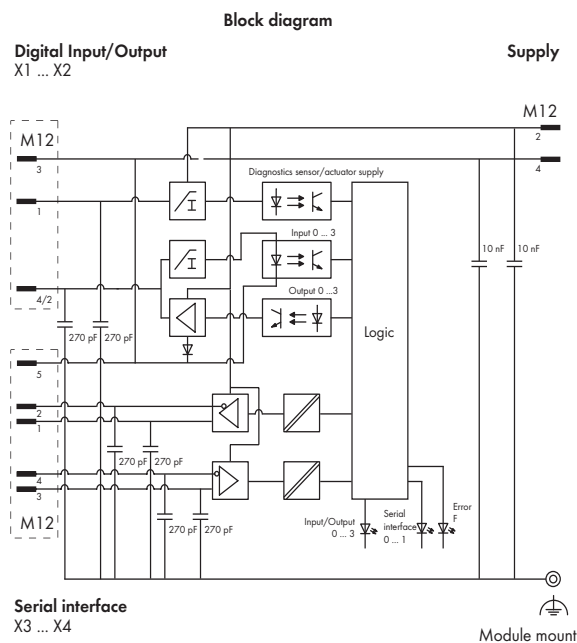 Block diagram
Digital Input/Output
X1 ... X2
Supply
M12
2
4
M12
3
1
4/2
Diagnostics sensor/actuator supply
Input 0 ... 3
Output 0 ...3
Logic
10 nF
10 nF
270 pF
270 pF
5
2
1
4
3
M12
270 pF
270 pF
270 pF
270 pF
Input/Output
0 ... 3
Serial
interface
0 ... 1
Error
F
I
I
Serial interface
X3 ... X4
Module mount